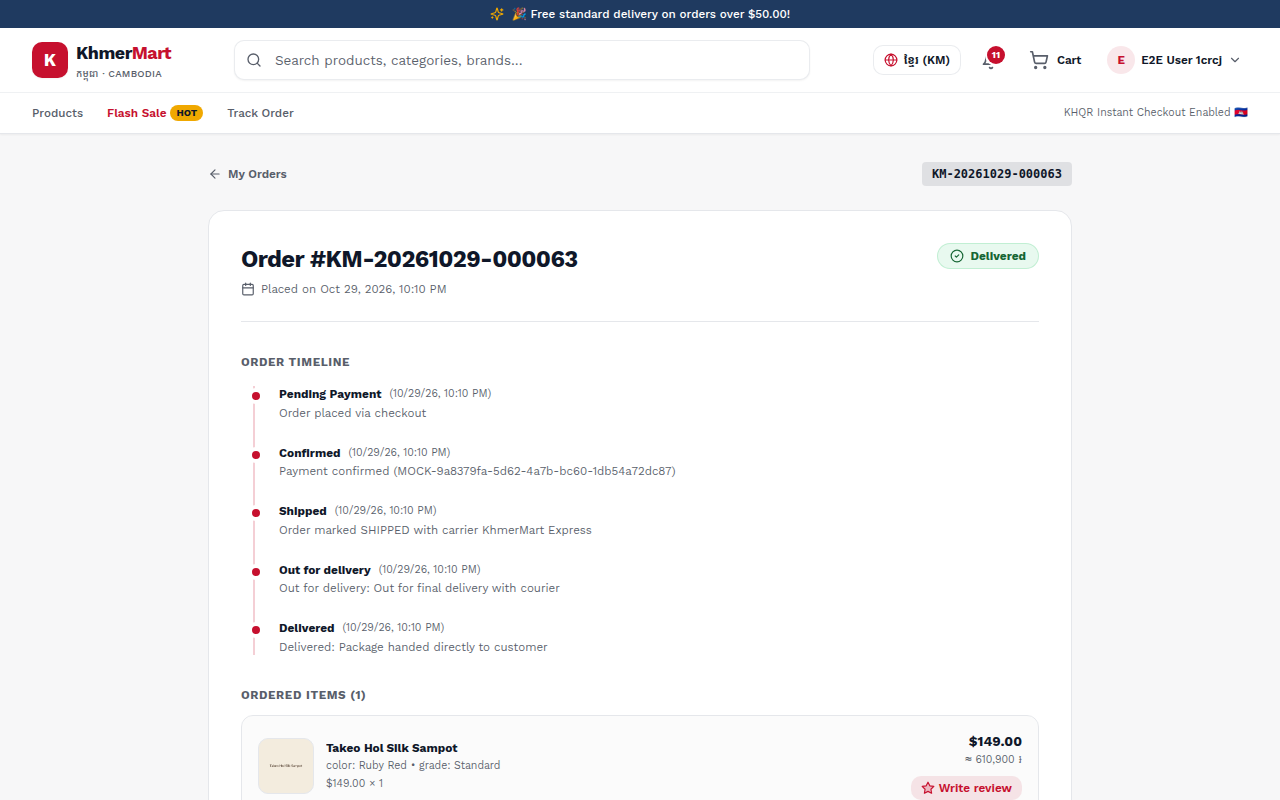 ✨ 🎉 Free standard delivery on orders over $50.00!
K
KhmerMart
កម្ពុជា · CAMBODIA
Search products, categories, brands...
ខ្មែរ (KM)
11
Cart
E
E2E User 1crcj
Products
Flash Sale HOT
Track Order
KHQR Instant Checkout Enabled 🇰🇭
My Orders
KM-20261029-000063
Order #KM-20261029-000063
Delivered
Placed on Oct 29, 2026, 10:10 PM
ORDER TIMELINE
Pending Payment (10/29/26, 10:10 PM)
Order placed via checkout
Confirmed (10/29/26, 10:10 PM)
Payment confirmed (MOCK-9a8379fa-5d62-4a7b-bc60-1db54a72dc87)
Shipped (10/29/26, 10:10 PM)
Order marked SHIPPED with carrier KhmerMart Express
Out for delivery (10/29/26, 10:10 PM)
Out for delivery: Out for final delivery with courier
Delivered (10/29/26, 10:10 PM)
Delivered: Package handed directly to customer
ORDERED ITEMS (1)
Takeo Hol Silk Sampot
Takeo Hol Silk Sampot
color: Ruby Red • grade: Standard
$149.00 × 1
$149.00
≈ 610,900 ៛
Write review